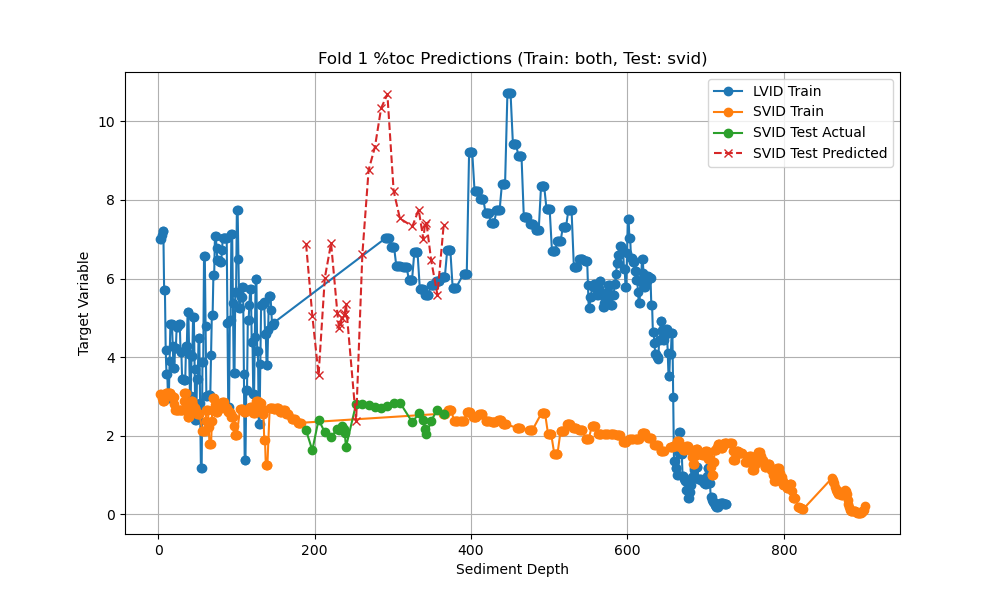 Fold 1 %toc Predictions (Train: both, Test: svid)
LVID Train
SVID Train
SVID Test Actual
SVID Test Predicted
Target Variable
10
8
6
4
2
0
0 200 400 600 800
Sediment Depth